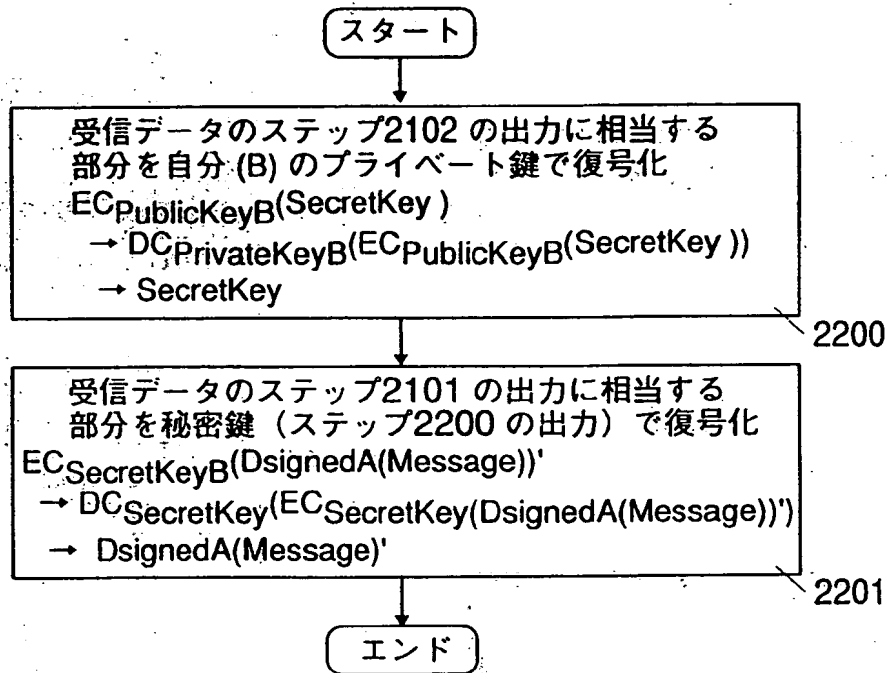 スタート
受信データのステップ2102 の出力に相当する
部分を自分 (B) のプライベート鍵で復号化
ECPublicKeyB(SecretKey )
→ DCPrivateKeyB(ECPublicKeyB(SecretKey ))
→ SecretKey
2200
受信データのステップ2101 の出力に相当する
部分を秘密鍵（ステップ2200 の出力）で復号化
ECSecretKeyB(DsignedA(Message))'
→ DCSecretKey(ECSecretKey(DsignedA(Message))')
→ DsignedA(Message)'
2201
エンド